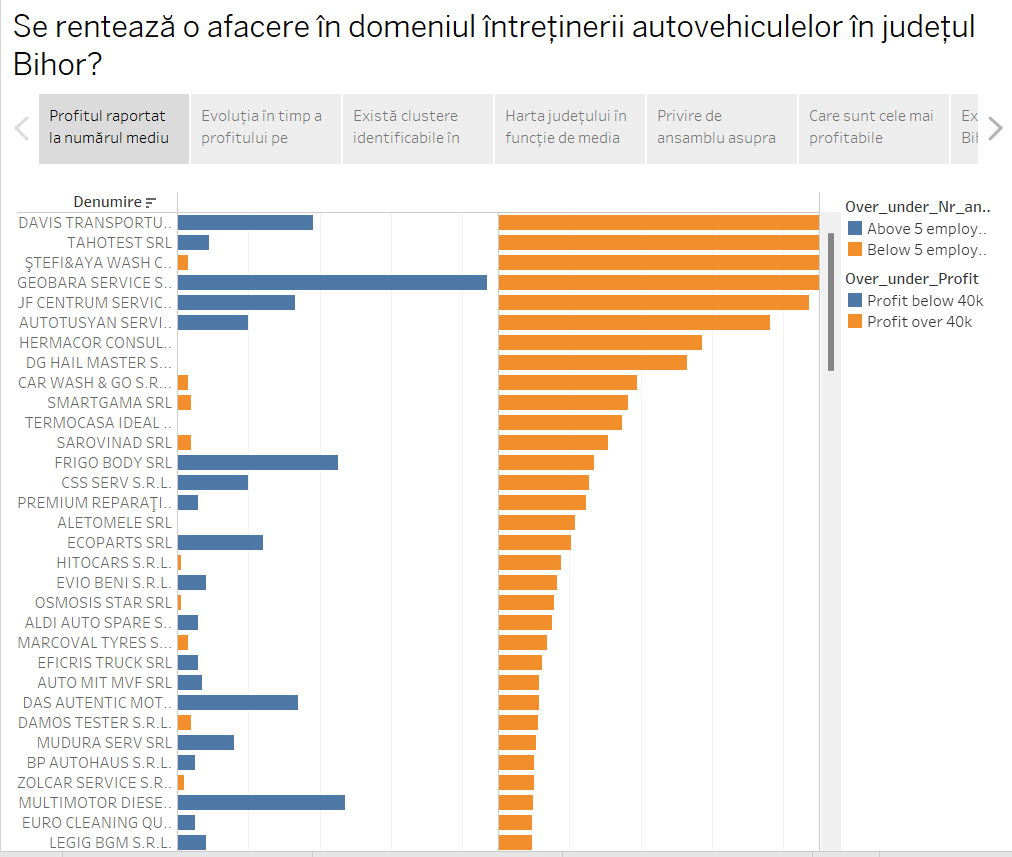 Se rentează o afacere în domeniul întreținerii autovehiculelor în județul
Bihor?
Profitul raportat
la numărul mediu
Evoluția în timp a
profitului pe
Există clustere
identificabile în
Harta județului în
funcție de media
Privire de
ansamblu asupra
Care sunt cele mai
profitabile
Ex
Bih
Denumire
DAVIS TRANSPORTU..
TAHOTEST SRL
ŞTEFI&AYA WASH C..
GEOBARA SERVICE S..
JF CENTRUM SERVIC..
AUTOTUSYAN SERVI..
HERMACOR CONSUL..
DG HAIL MASTER S...
CAR WASH & GO S.R...
SMARTGAMA SRL
TERMOCASA IDEAL ..
SAROVINAD SRL
FRIGO BODY SRL
CSS SERV S.R.L.
PREMIUM REPARAŢI..
ALETOMELE SRL
ECOPARTS SRL
HITOCARS S.R.L.
EVIO BENI S.R.L.
OSMOSIS STAR SRL
ALDI AUTO SPARE S..
MARCOVAL TYRES S...
EFICRIS TRUCK SRL
AUTO MIT MVF SRL
DAS AUTENTIC MOT..
DAMOS TESTER S.R.L.
MUDURA SERV SRL
BP AUTOHAUS S.R.L.
ZOLCAR SERVICE S.R..
MULTIMOTOR DIESE..
EURO CLEANING QU..
LEGIG BGM S.R.L.
Over_under_Nr_an..
Above 5 employ..
Below 5 employ..
Over_under_Profit
Profit below 40k
Profit over 40k